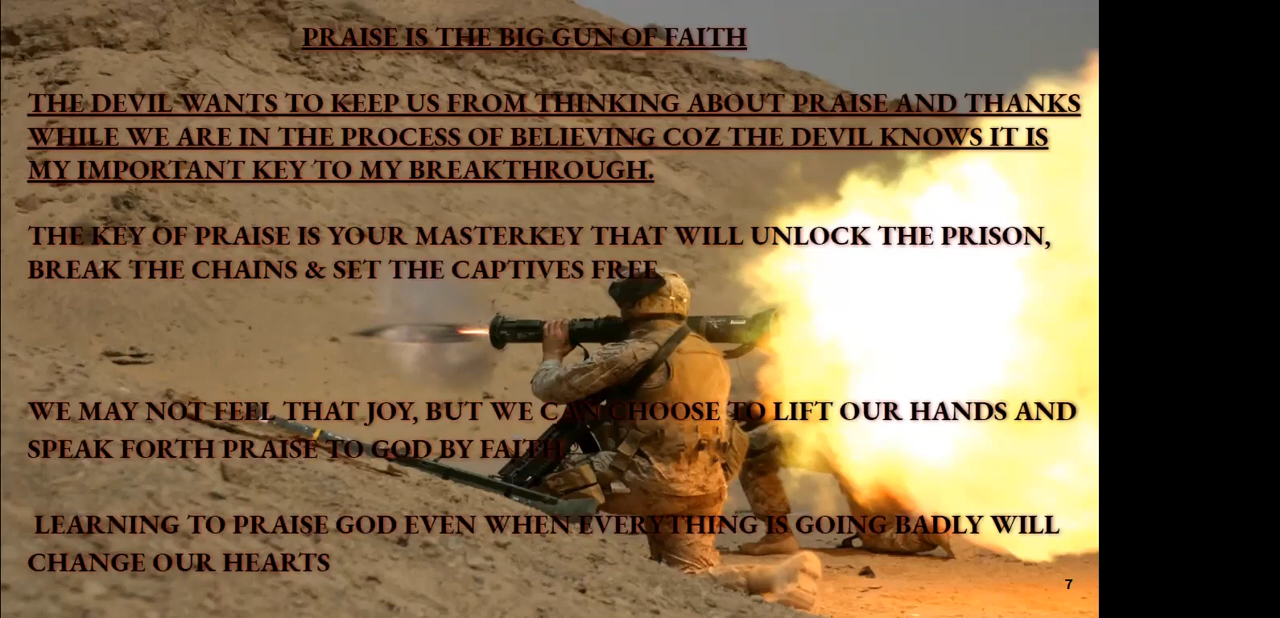 PRAISE IS THE BIG GUN OF FAITH
THE DEVIL WANTS TO KEEP US FROM THINKING ABOUT PRAISE AND THANKS
WHILE WE ARE IN THE PROCESS OF BELIEVING COZ THE DEVIL KNOWS IT IS
MY IMPORTANT KEY TO MY BREAKTHROUGH.
THE KEY OF PRAISE IS YOUR MASTERKEY THAT WILL UNLOCK THE PRISON,
BREAK THE CHAINS & SET THE CAPTIVES FREE
WE MAY NOT FEEL THAT JOY, BUT WE CAN CHOOSE TO LIFT OUR HANDS AND
SPEAK FORTH PRAISE TO GOD BY FAITH
LEARNING TO PRAISE GOD EVEN WHEN EVERYTHING IS GOING BADLY WILL
CHANGE OUR HEARTS
7